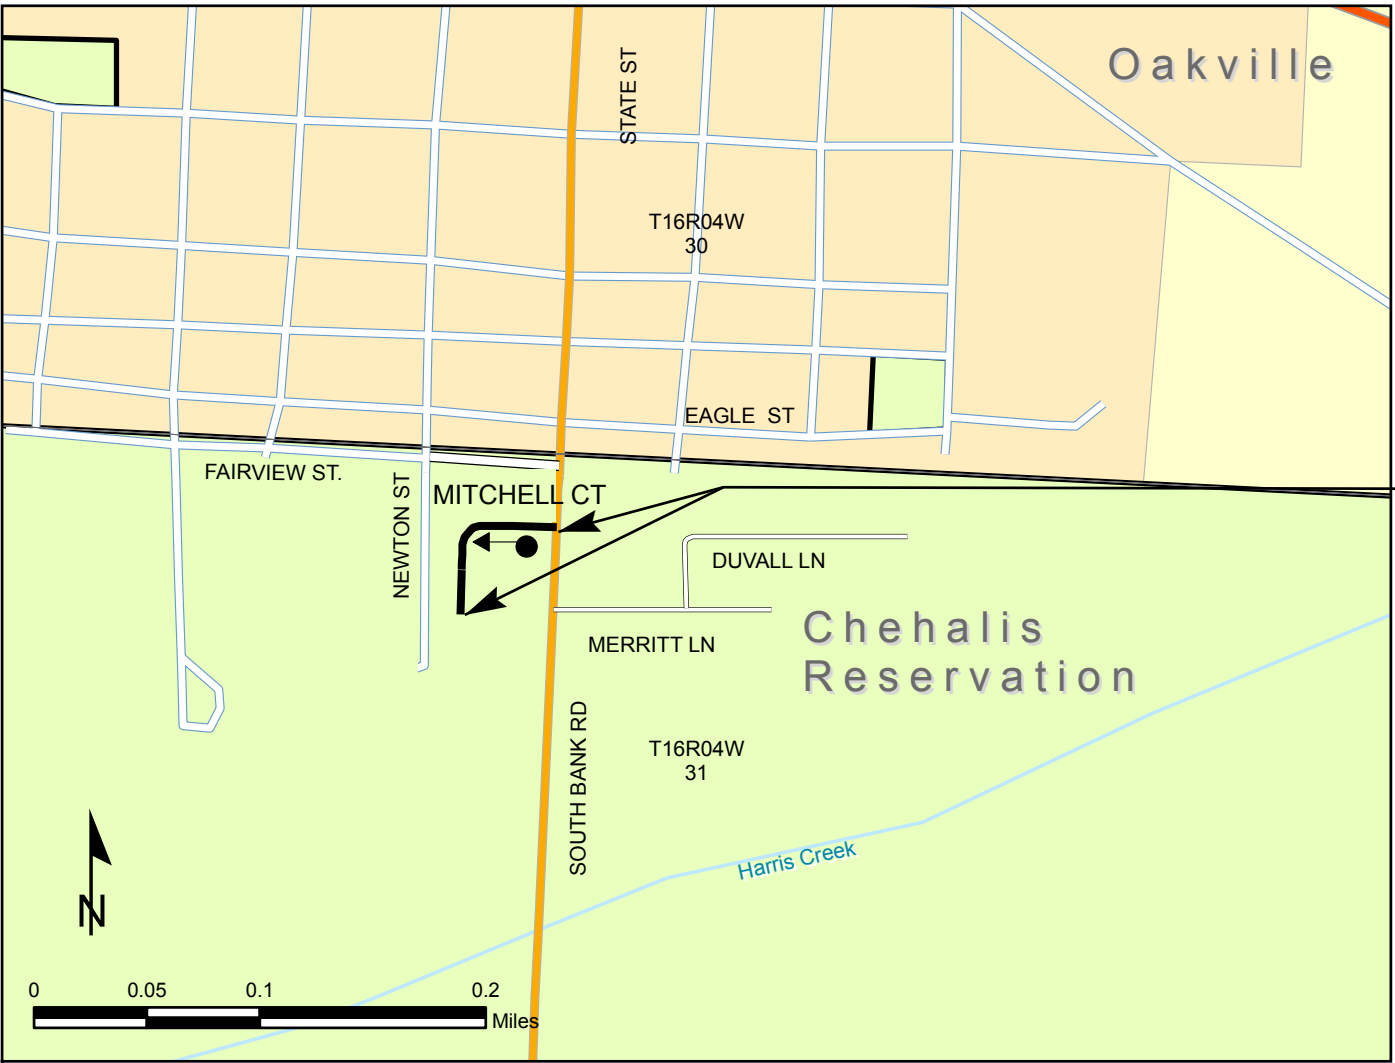 Oakville
STATE ST
T16R04W
30
EAGLE ST
FAIRVIEW ST.
NEWTON ST
MITCHELL CT
DUVALL LN
MERRITT LN
Chehalis
Reservation
SOUTH BANK RD
T16R04W
31
Harris Creek
N
0 0.05 0.1 0.2
Miles